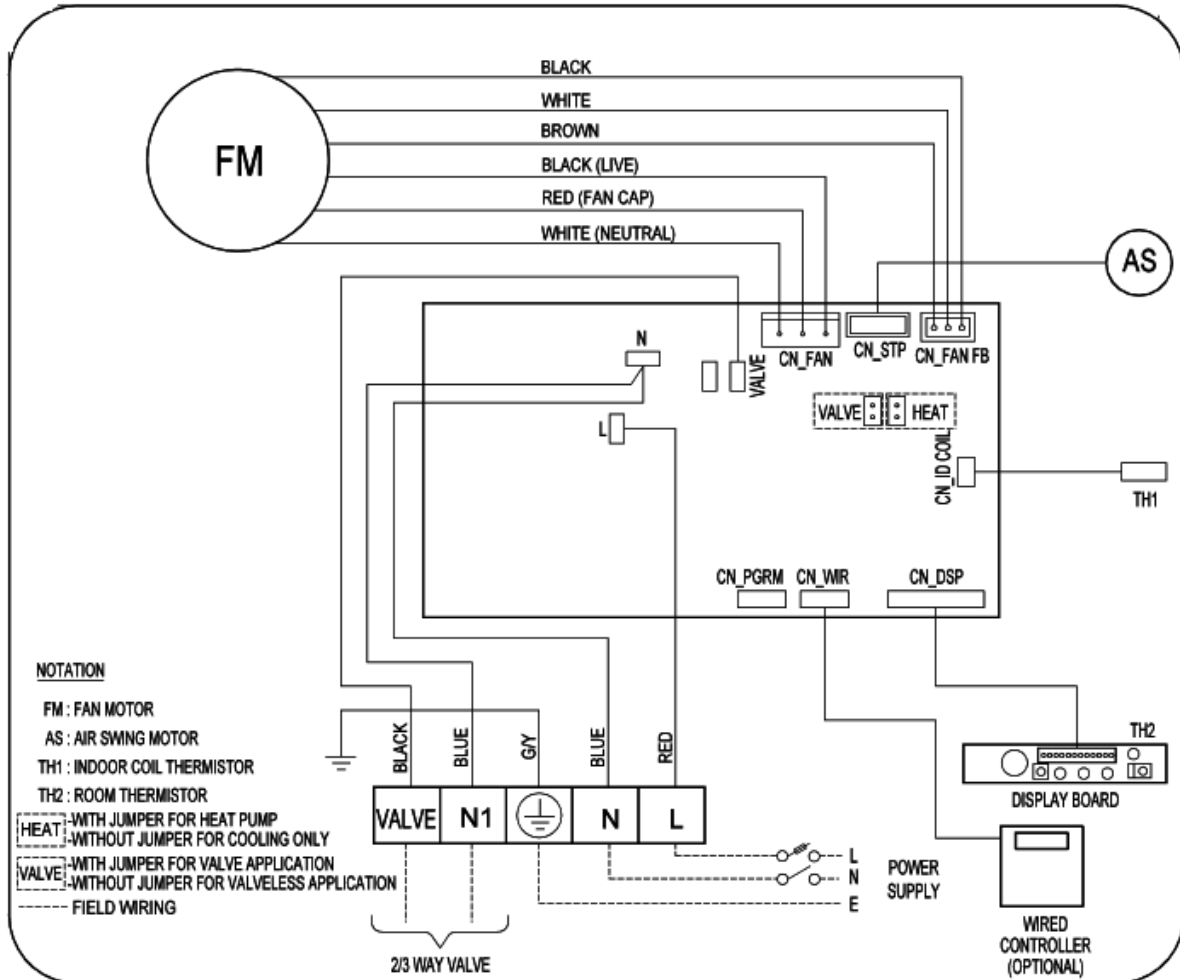 BLACK
WHITE
BROWN
BLACK (LIVE)
RED (FAN CAP)
WHITE (NEUTRAL)
FM
AS
N
L
VALVE
CN_FAN
CN_STP
CN_FAN FB
VALVE
HEAT
CN_ID COIL
TH1
CN_PGRM
CN_WIR
CN_DSP
NOTATION
FM : FAN MOTOR
AS : AIR SWING MOTOR
TH1 : INDOOR COIL THERMISTOR
TH2 : ROOM THERMISTOR
HEAT -WITH JUMPER FOR HEAT PUMP
-WITHOUT JUMPER FOR COOLING ONLY
VALVE -WITH JUMPER FOR VALVE APPLICATION
-WITHOUT JUMPER FOR VALVELESS APPLICATION
FIELD WIRING
BLACK
BLUE
G/Y
BLUE
RED
VALVE
N1
N
L
2/3 WAY VALVE
L
N
E
POWER
SUPPLY
TH2
DISPLAY BOARD
WIRED
CONTROLLER
(OPTIONAL)